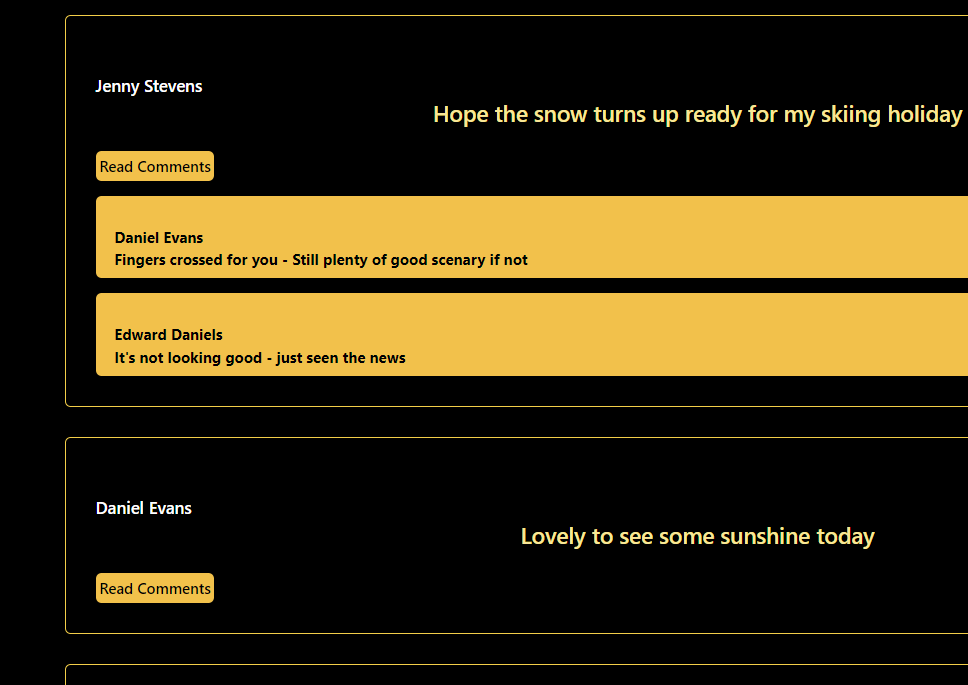 Jenny Stevens
Hope the snow turns up ready for my skiing holiday
Read Comments
Daniel Evans
Fingers crossed for you - Still plenty of good scenary if not
Edward Daniels
It's not looking good - just seen the news
Daniel Evans
Lovely to see some sunshine today
Read Comments